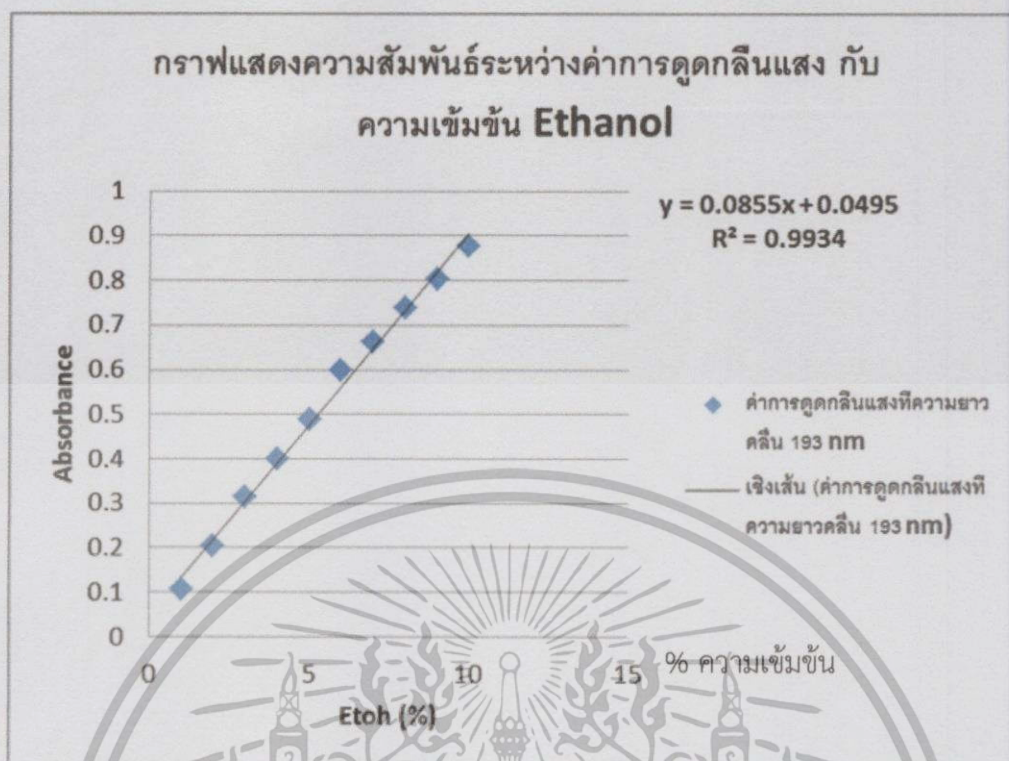 กราฟแสดงความสัมพันธ์ระหว่างค่าการดูดกลืนแสง กับ
ความเข้มข้น Ethanol
y = 0.0855x + 0.0495
R² = 0.9934
1
0.9
0.8
0.7
0.6
0.5
0.4
0.3
0.2
0.1
0
Absorbance
0 5 10 15
% ความเข้มข้น
Etoh (%)
ค่าการดูดกลืนแสงที่ความยาว
คลื่น 193 nm
เชิงเส้น (ค่าการดูดกลืนแสงที่
ความยาวคลื่น 193 nm)